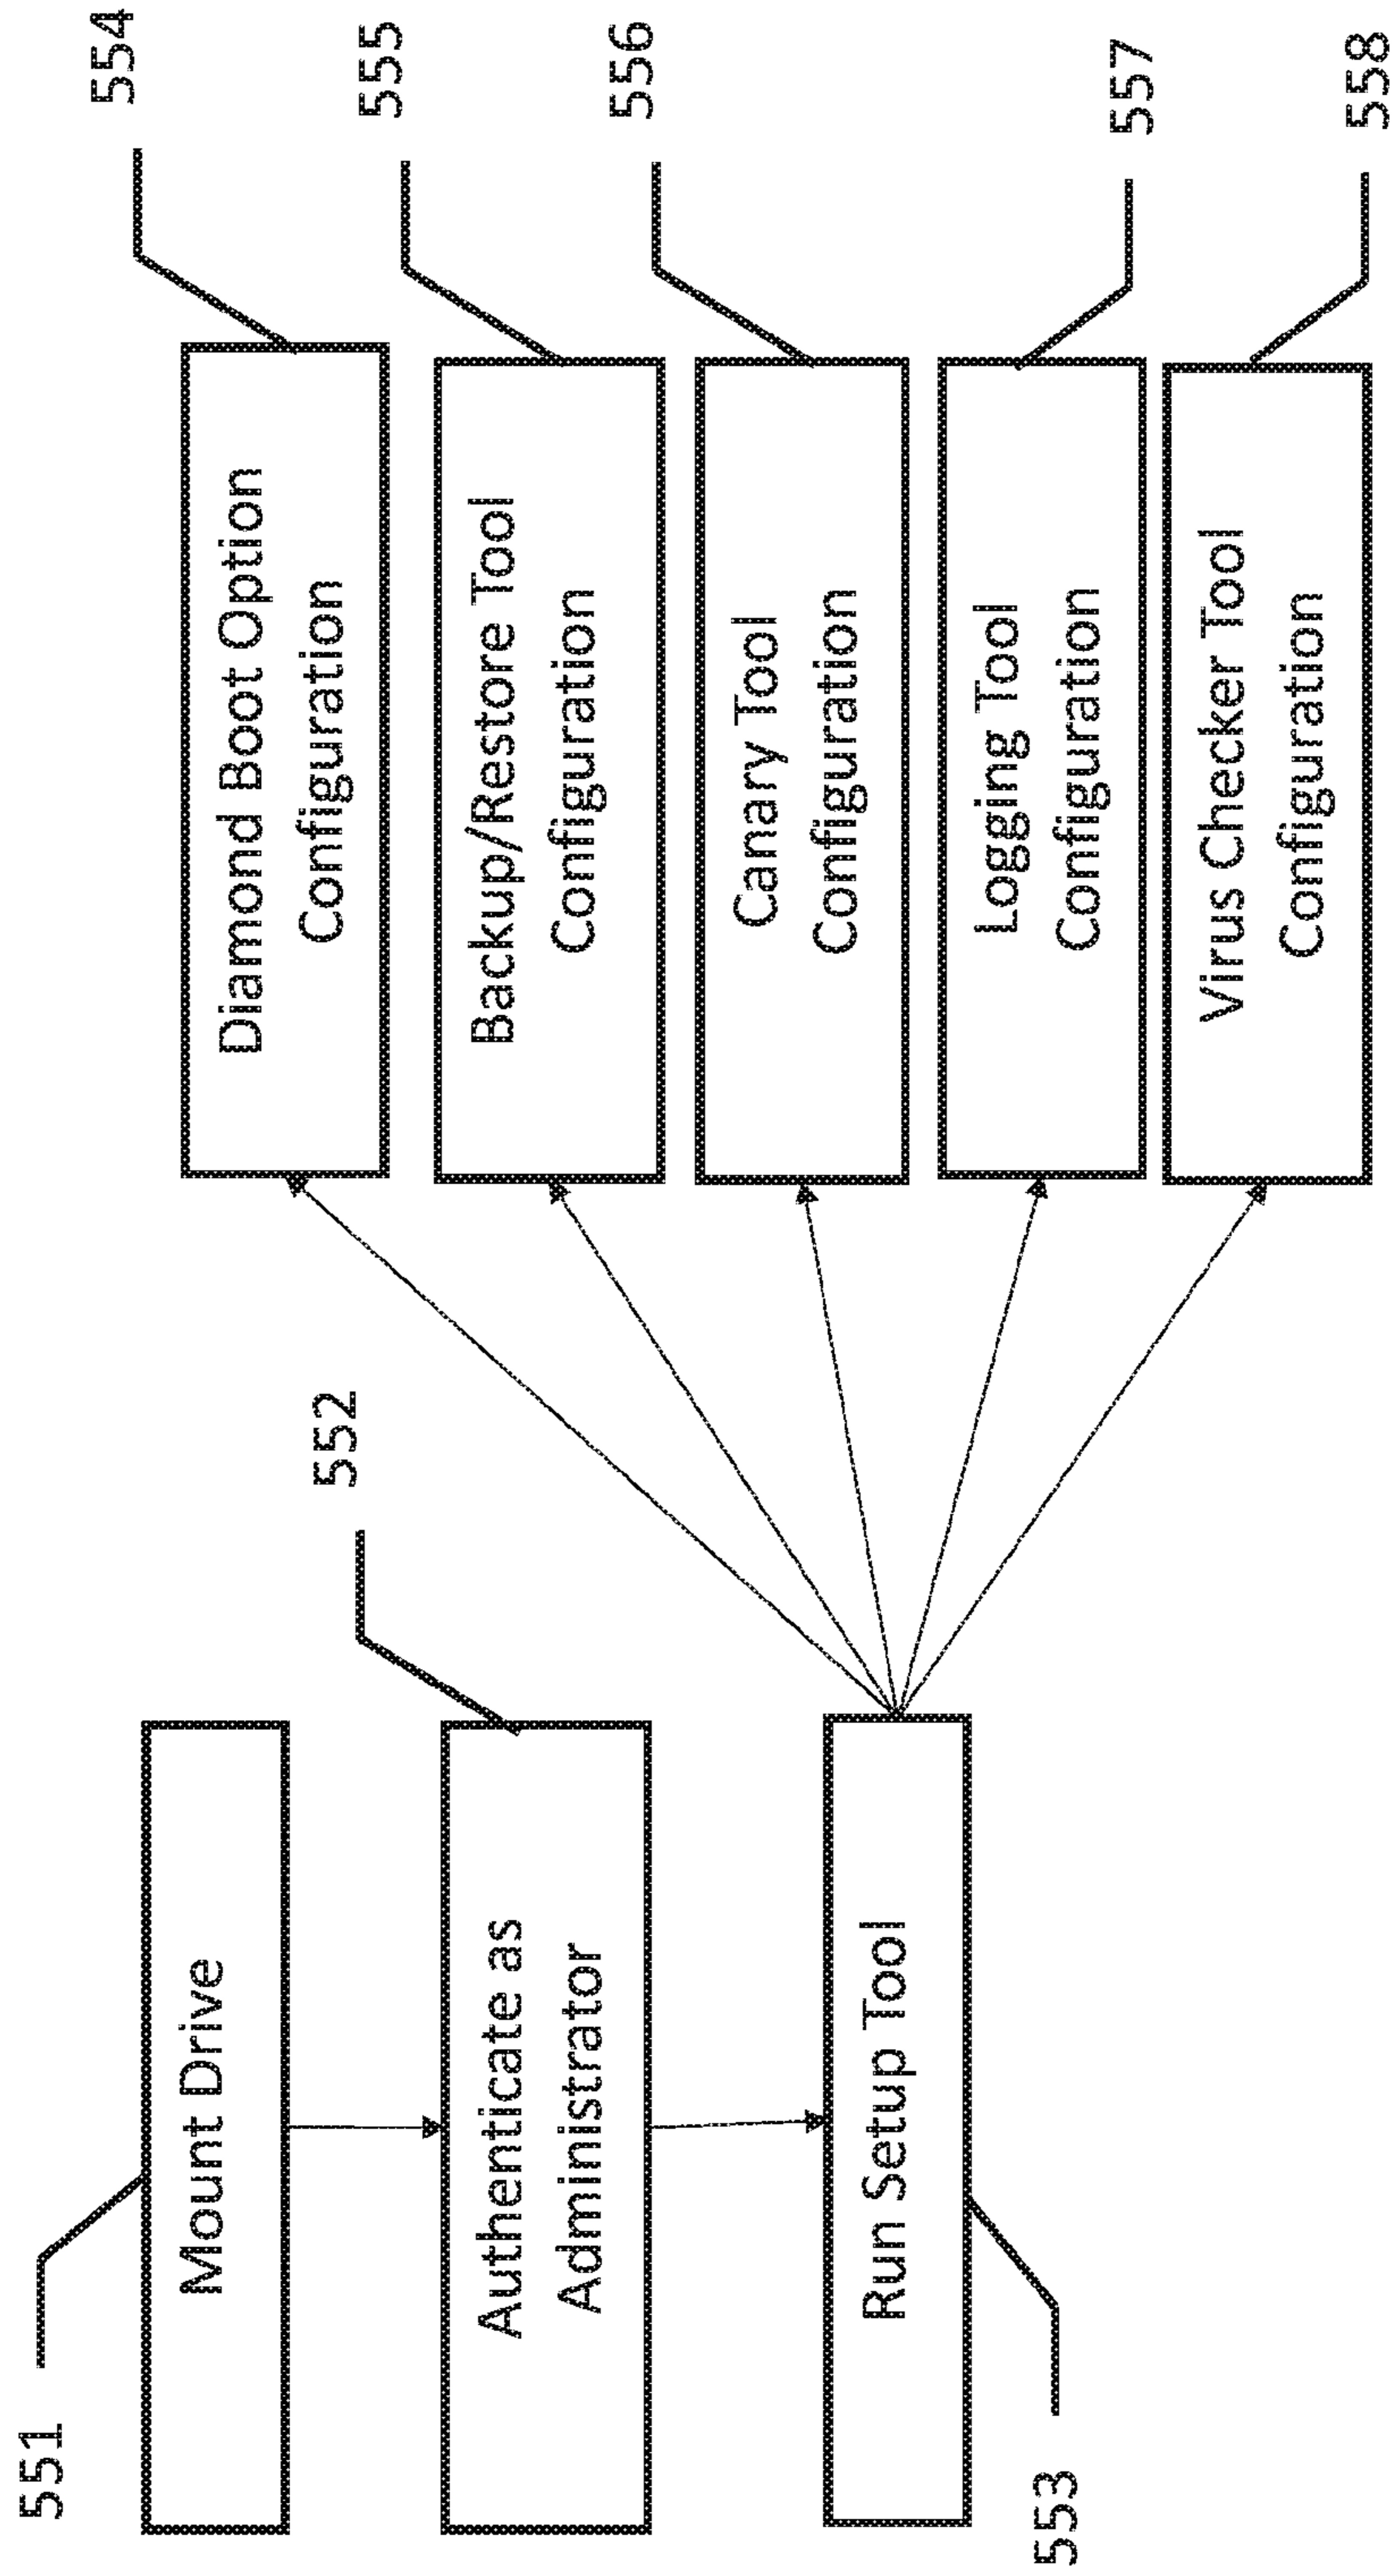 551
Mount Drive
552
Authenticate as
Administrator
553
Run Setup Tool
554
Diamond Boot Option
Configuration
555
Backup/Restore Tool
Configuration
556
Canary Tool
Configuration
557
Logging Tool
Configuration
558
Virus Checker Tool
Configuration